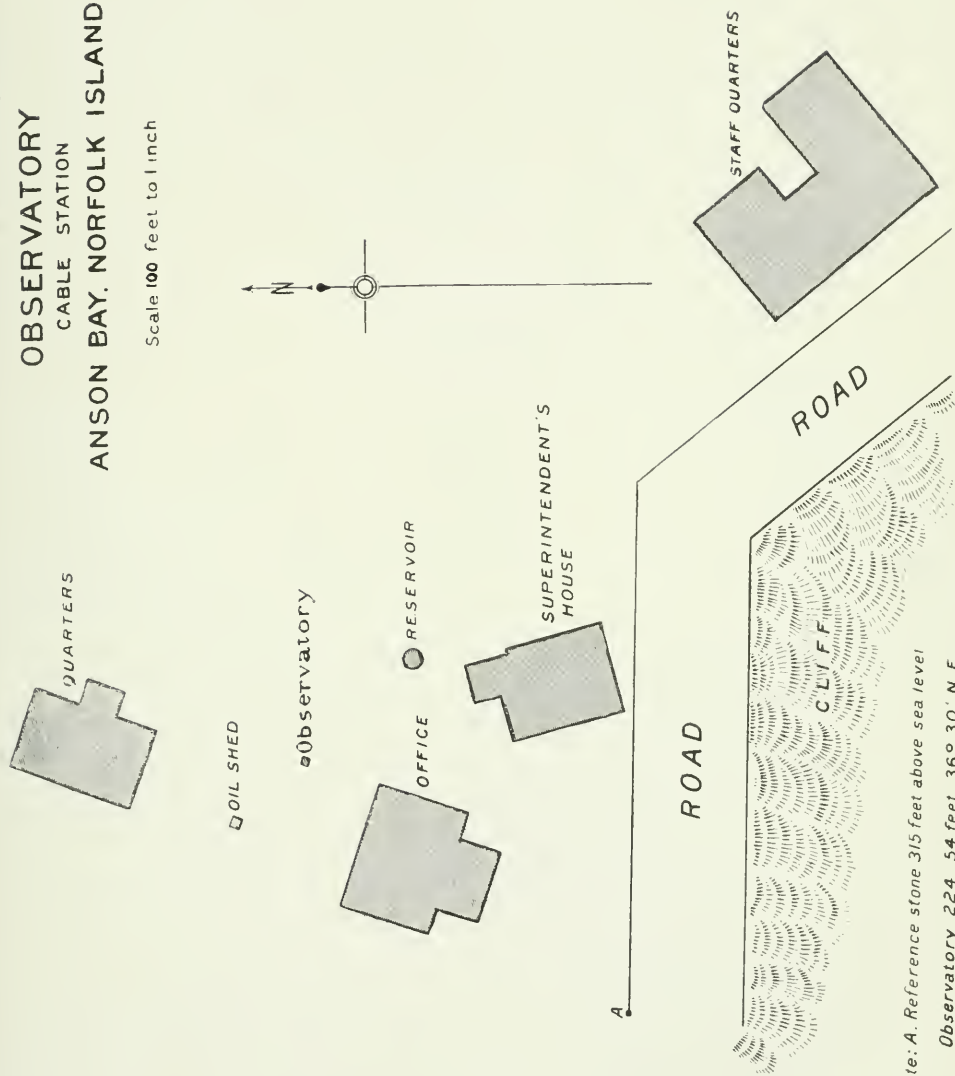 OBSERVATORY
CABLE STATION
ANSON BAY. NORFOLK ISLAND
Scale 100 feet to 1 inch
N
QUARTERS
OIL SHED
Observatory
OFFICE
RESERVOIR
SUPERINTENDENT'S
HOUSE
STAFF QUARTERS
A
ROAD
ROAD
CLIFF
te: A. Reference stone 315 feet above sea level
Observatory 224.54 feet 36° 30' N.E.